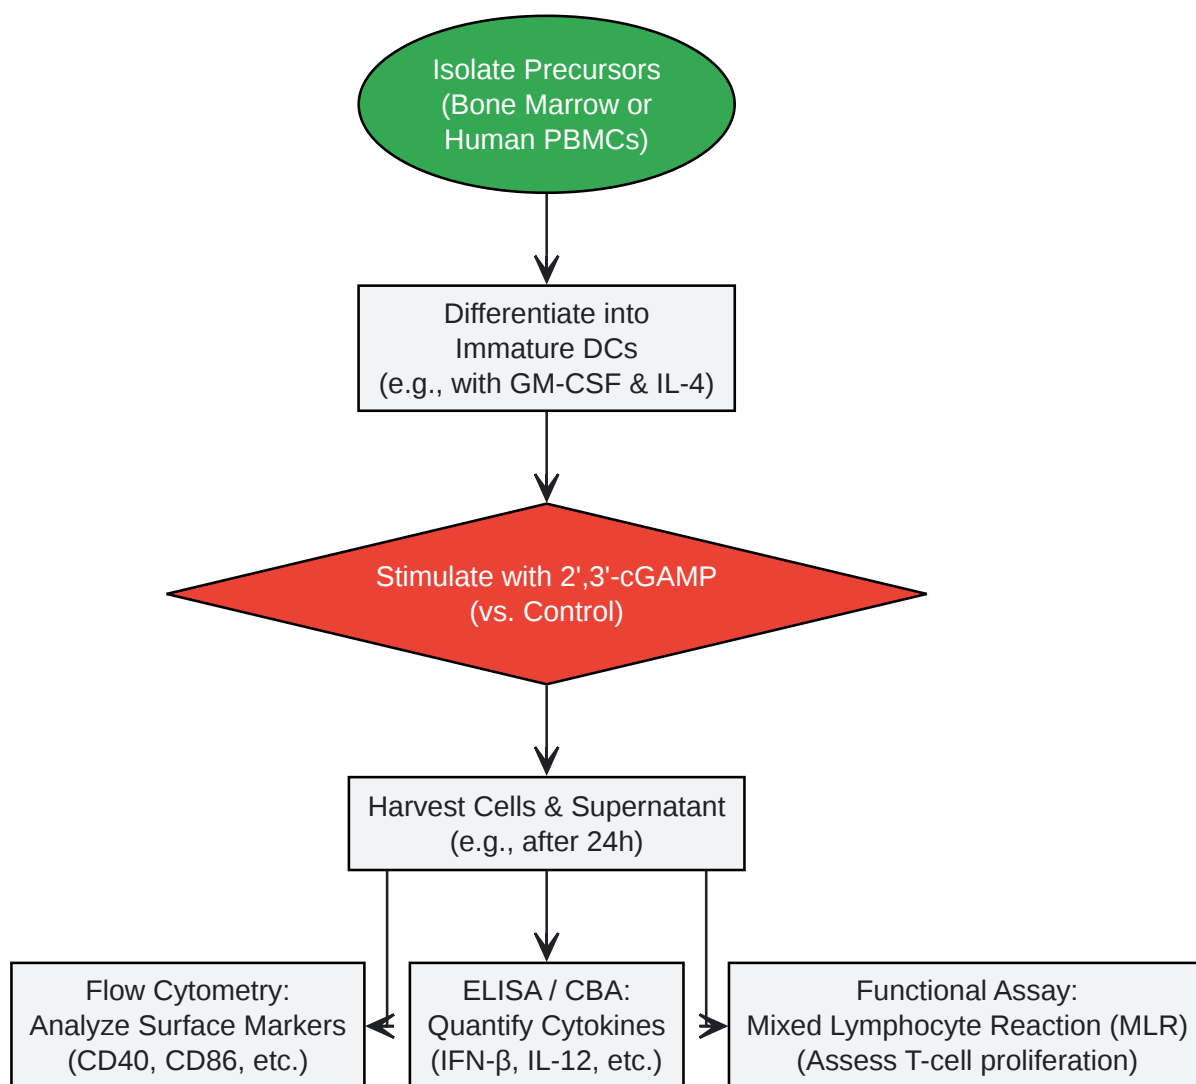 Isolate Precursors
(Bone Marrow or
Human PBMCs)
Differentiate into
Immature DCs
(e.g., with GM-CSF & IL-4)
Stimulate with 2',3'-cGAMP
(vs. Control)
Harvest Cells & Supernatant
(e.g., after 24h)
Flow Cytometry:
Analyze Surface Markers
(CD40, CD86, etc.)
ELISA / CBA:
Quantify Cytokines
(IFN-β, IL-12, etc.)
Functional Assay:
Mixed Lymphocyte Reaction (MLR)
(Assess T-cell proliferation)